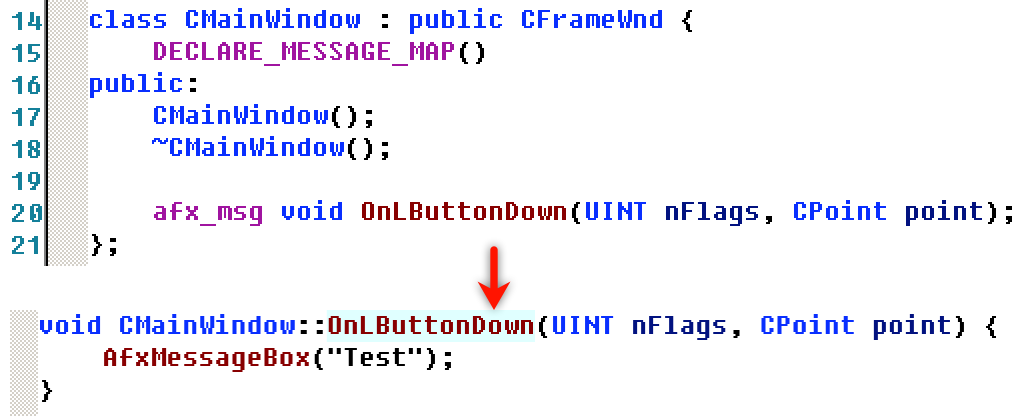 14 class CMainWindow : public CFrameWnd {
15     DECLARE_MESSAGE_MAP()
16 public:
17     CMainWindow();
18     ~CMainWindow();
19
20     afx_msg void OnLButtonDown(UINT nFlags, CPoint point);
21 };
void CMainWindow::OnLButtonDown(UINT nFlags, CPoint point) {
    AfxMessageBox("Test");
}